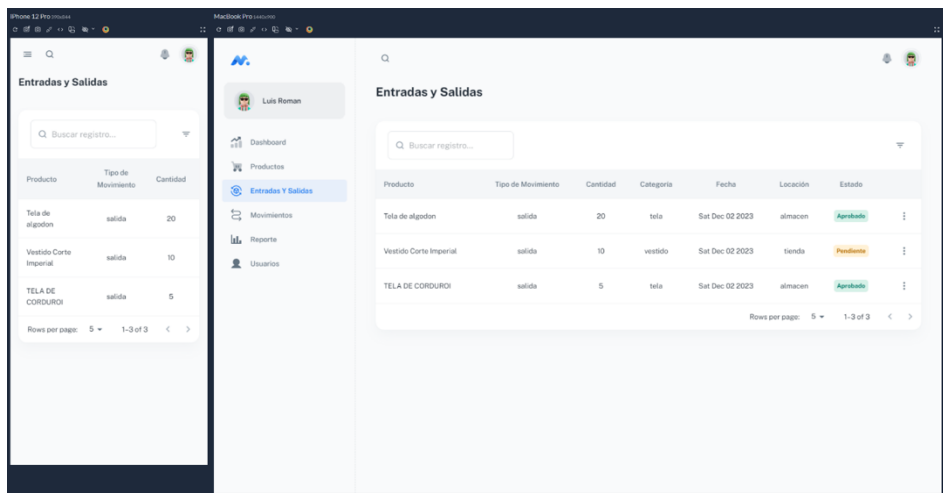 iPhone 12 Pro 390x844
Entradas y Salidas
Buscar registro...
Producto Tipo de Movimiento Cantidad
Tela de algodon salida 20
Vestido Corte Imperial salida 10
TELA DE CORDUROI salida 5
Rows per page: 5 1–3 of 3
MacBook Pro 1440x900
Luis Roman
Dashboard
Productos
Entradas Y Salidas
Movimientos
Reporte
Usuarios
Entradas y Salidas
Buscar registro...
Producto Tipo de Movimiento Cantidad Categoria Fecha Locación Estado
Tela de algodon salida 20 tela Sat Dec 02 2023 almacen Aprobado
Vestido Corte Imperial salida 10 vestido Sat Dec 02 2023 tienda Pendiente
TELA DE CORDUROI salida 5 tela Sat Dec 02 2023 almacen Aprobado
Rows per page: 5 1–3 of 3